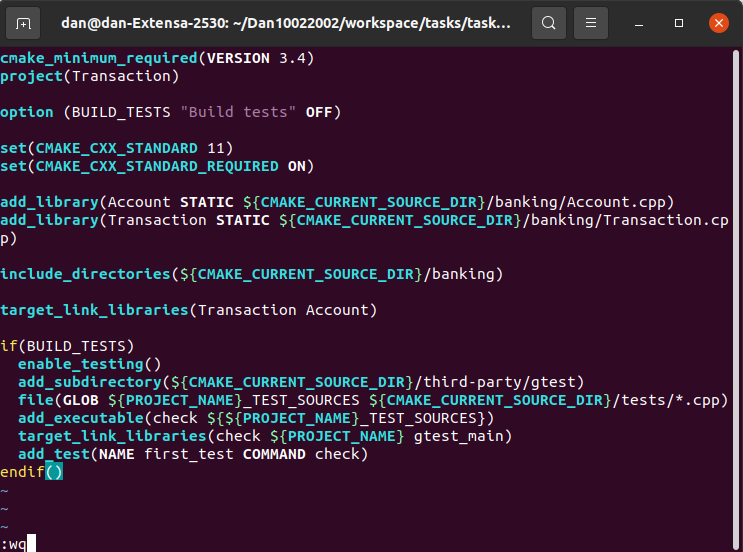 dan@dan-Extensa-2530: ~/Dan10022002/workspace/tasks/task...
cmake_minimum_required(VERSION 3.4)
project(Transaction)
option (BUILD_TESTS "Build tests" OFF)
set(CMAKE_CXX_STANDARD 11)
set(CMAKE_CXX_STANDARD_REQUIRED ON)
add_library(Account STATIC ${CMAKE_CURRENT_SOURCE_DIR}/banking/Account.cpp)
add_library(Transaction STATIC ${CMAKE_CURRENT_SOURCE_DIR}/banking/Transaction.cp
p)
include_directories(${CMAKE_CURRENT_SOURCE_DIR}/banking)
target_link_libraries(Transaction Account)
if(BUILD_TESTS)
  enable_testing()
  add_subdirectory(${CMAKE_CURRENT_SOURCE_DIR}/third-party/gtest)
  file(GLOB ${PROJECT_NAME}_TEST_SOURCES ${CMAKE_CURRENT_SOURCE_DIR}/tests/*.cpp)
  add_executable(check ${${PROJECT_NAME}_TEST_SOURCES})
  target_link_libraries(check ${PROJECT_NAME} gtest_main)
  add_test(NAME first_test COMMAND check)
endif()
~
~
~
:wq